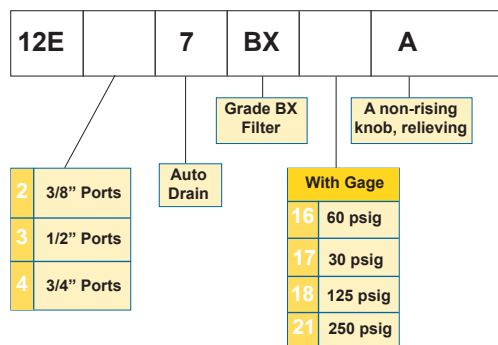 12E 7 BX A
Grade BX
Filter
A non-rising
knob, relieving
Auto
Drain
2 3/8” Ports
3 1/2” Ports
4 3/4” Ports
With Gage
16 60 psig
17 30 psig
18 125 psig
21 250 psig